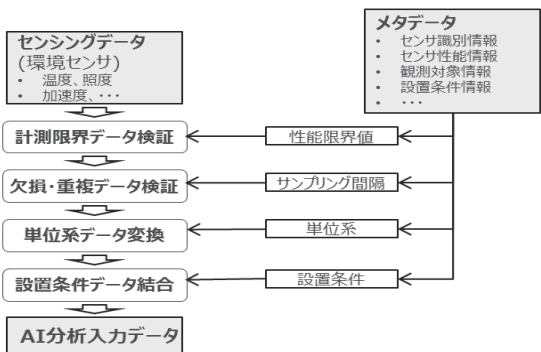 センシングデータ
(環境センサ)
• 温度、照度
• 加速度、・・・
メタデータ
• センサ識別情報
• センサ性能情報
• 観測対象情報
• 設置条件情報
• ・・・
計測限界データ検証
性能限界値
欠損・重複データ検証
サンプリング間隔
単位系データ変換
単位系
設置条件データ結合
設置条件
AI分析入力データ